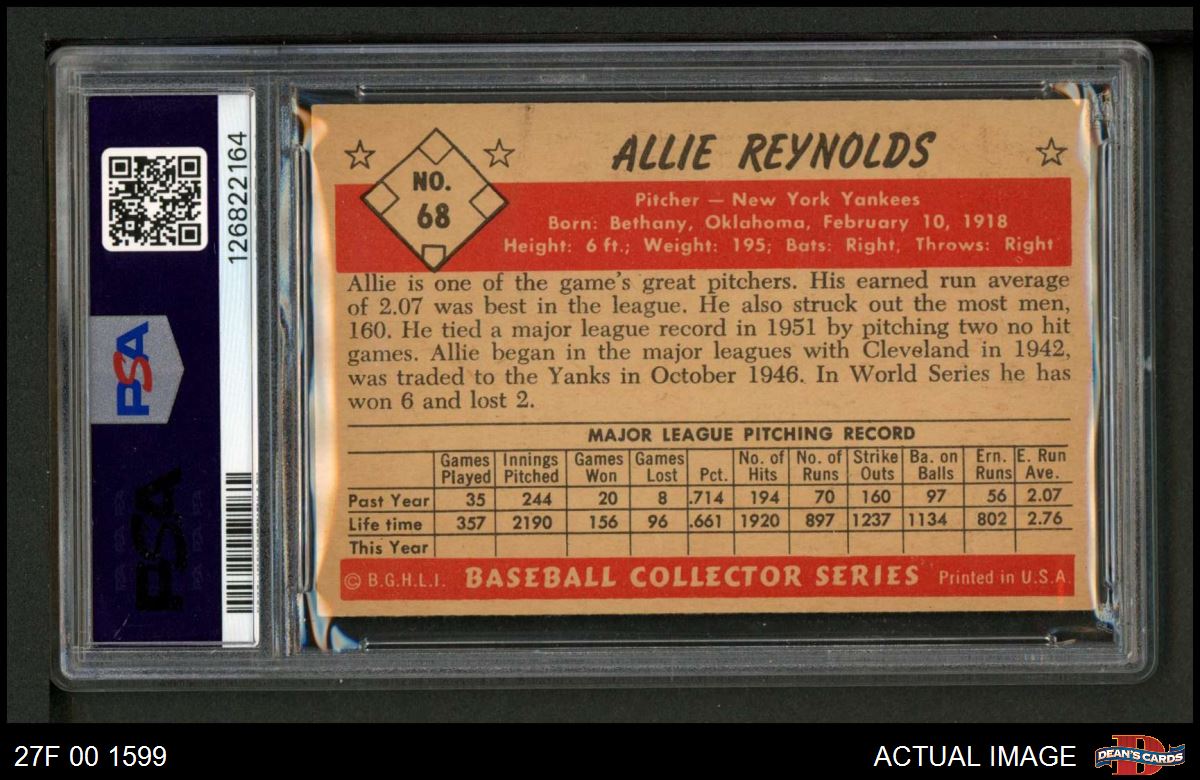 126822164
PSA
PSA
NO.
68
ALLIE REYNOLDS
Pitcher — New York Yankees
Born: Bethany, Oklahoma, February 10, 1918
Height: 6 ft.; Weight: 195; Bats: Right, Throws: Right
Allie is one of the game's great pitchers. His earned run average
of 2.07 was best in the league. He also struck out the most men,
160. He tied a major league record in 1951 by pitching two no hit
games. Allie began in the major leagues with Cleveland in 1942,
was traded to the Yanks in October 1946. In World Series he has
won 6 and lost 2.
MAJOR LEAGUE PITCHING RECORD
Games Innings Games Games No. of No. of Strike Ba. on Ern. E. Run
Played Pitched Won Lost Pct. Hits Runs Outs Balls Runs Ave.
Past Year 35 244 20 8 .714 194 70 160 97 56 2.07
Life time 357 2190 156 96 .661 1920 897 1237 1134 802 2.76
This Year
© B.G.H.L.I. BASEBALL COLLECTOR SERIES Printed in U.S.A.
27F 00 1599
ACTUAL IMAGE
D
DEAN'S CARDS